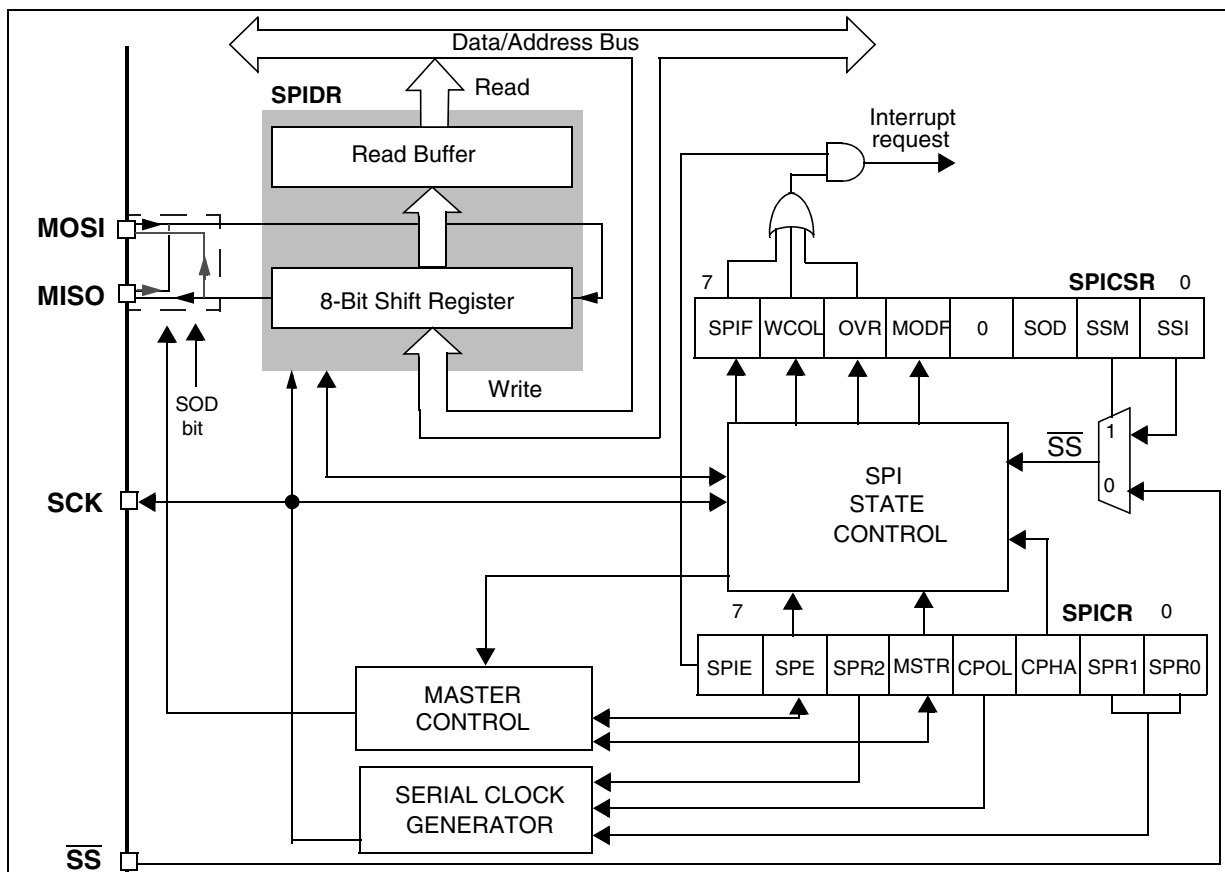 Data/Address Bus
SPIDR
Read
Read Buffer
Interrupt
request
MOSI
MISO
8-Bit Shift Register
7
SPICSR
0
SPIF
WCOL
OVR
MODF
0
SOD
SSM
SSI
Write
SOD
bit
1
SS
0
SCK
SPI
STATE
CONTROL
7
SPICR
0
SPIE
SPE
SPR2
MSTR
CPOL
CPHA
SPR1
SPR0
MASTER
CONTROL
SERIAL CLOCK
GENERATOR
SS